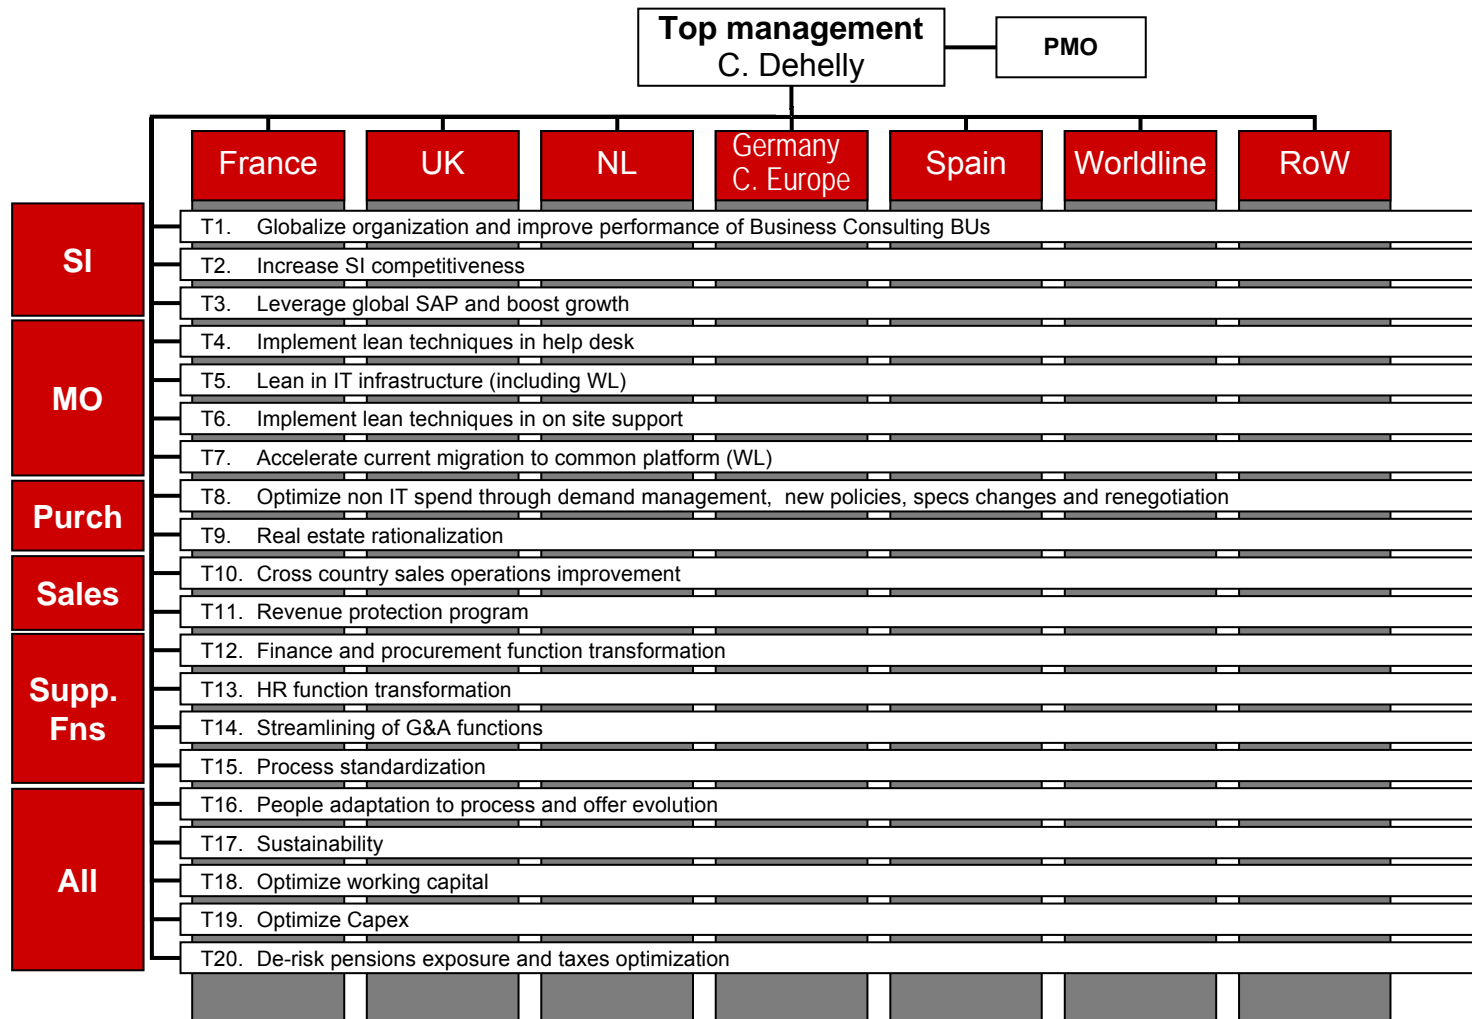 Top management
C. Dehelly
PMO
France
UK
NL
Germany
C. Europe
Spain
Worldline
RoW
SI
T1. Globalize organization and improve performance of Business Consulting BUs
T2. Increase SI competitiveness
T3. Leverage global SAP and boost growth
MO
T4. Implement lean techniques in help desk
T5. Lean in IT infrastructure (including WL)
T6. Implement lean techniques in on site support
T7. Accelerate current migration to common platform (WL)
Purch
T8. Optimize non IT spend through demand management, new policies, specs changes and renegotiation
T9. Real estate rationalization
Sales
T10. Cross country sales operations improvement
T11. Revenue protection program
Supp.
Fns
T12. Finance and procurement function transformation
T13. HR function transformation
T14. Streamlining of G&A functions
T15. Process standardization
All
T16. People adaptation to process and offer evolution
T17. Sustainability
T18. Optimize working capital
T19. Optimize Capex
T20. De-risk pensions exposure and taxes optimization